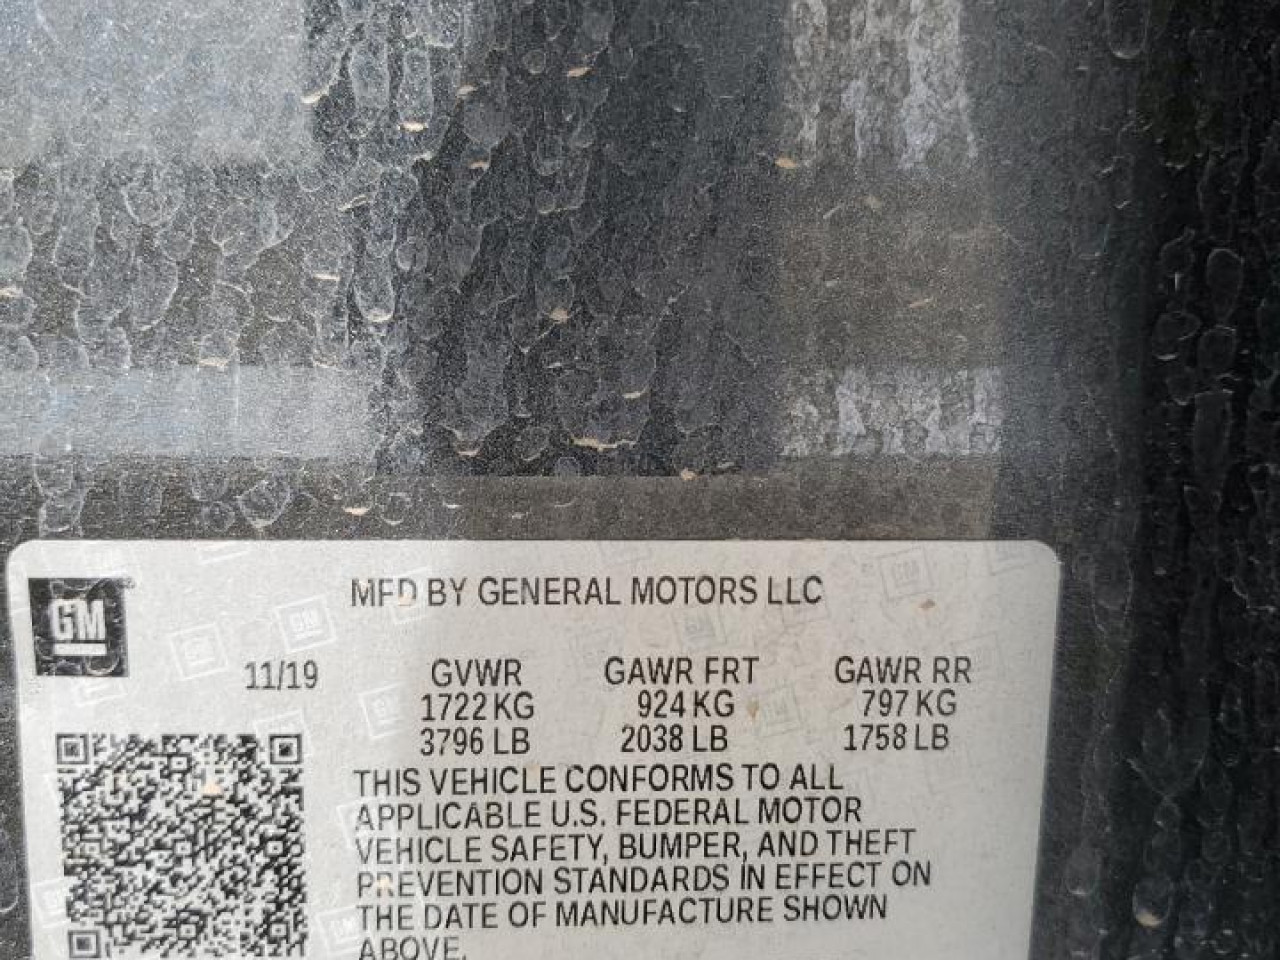 GM
MFD BY GENERAL MOTORS LLC
11/19 GVWR GAWR FRT GAWR RR
1722 KG 924 KG 797 KG
3796 LB 2038 LB 1758 LB
THIS VEHICLE CONFORMS TO ALL
APPLICABLE U.S. FEDERAL MOTOR
VEHICLE SAFETY, BUMPER, AND THEFT
PREVENTION STANDARDS IN EFFECT ON
THE DATE OF MANUFACTURE SHOWN
ABOVE.